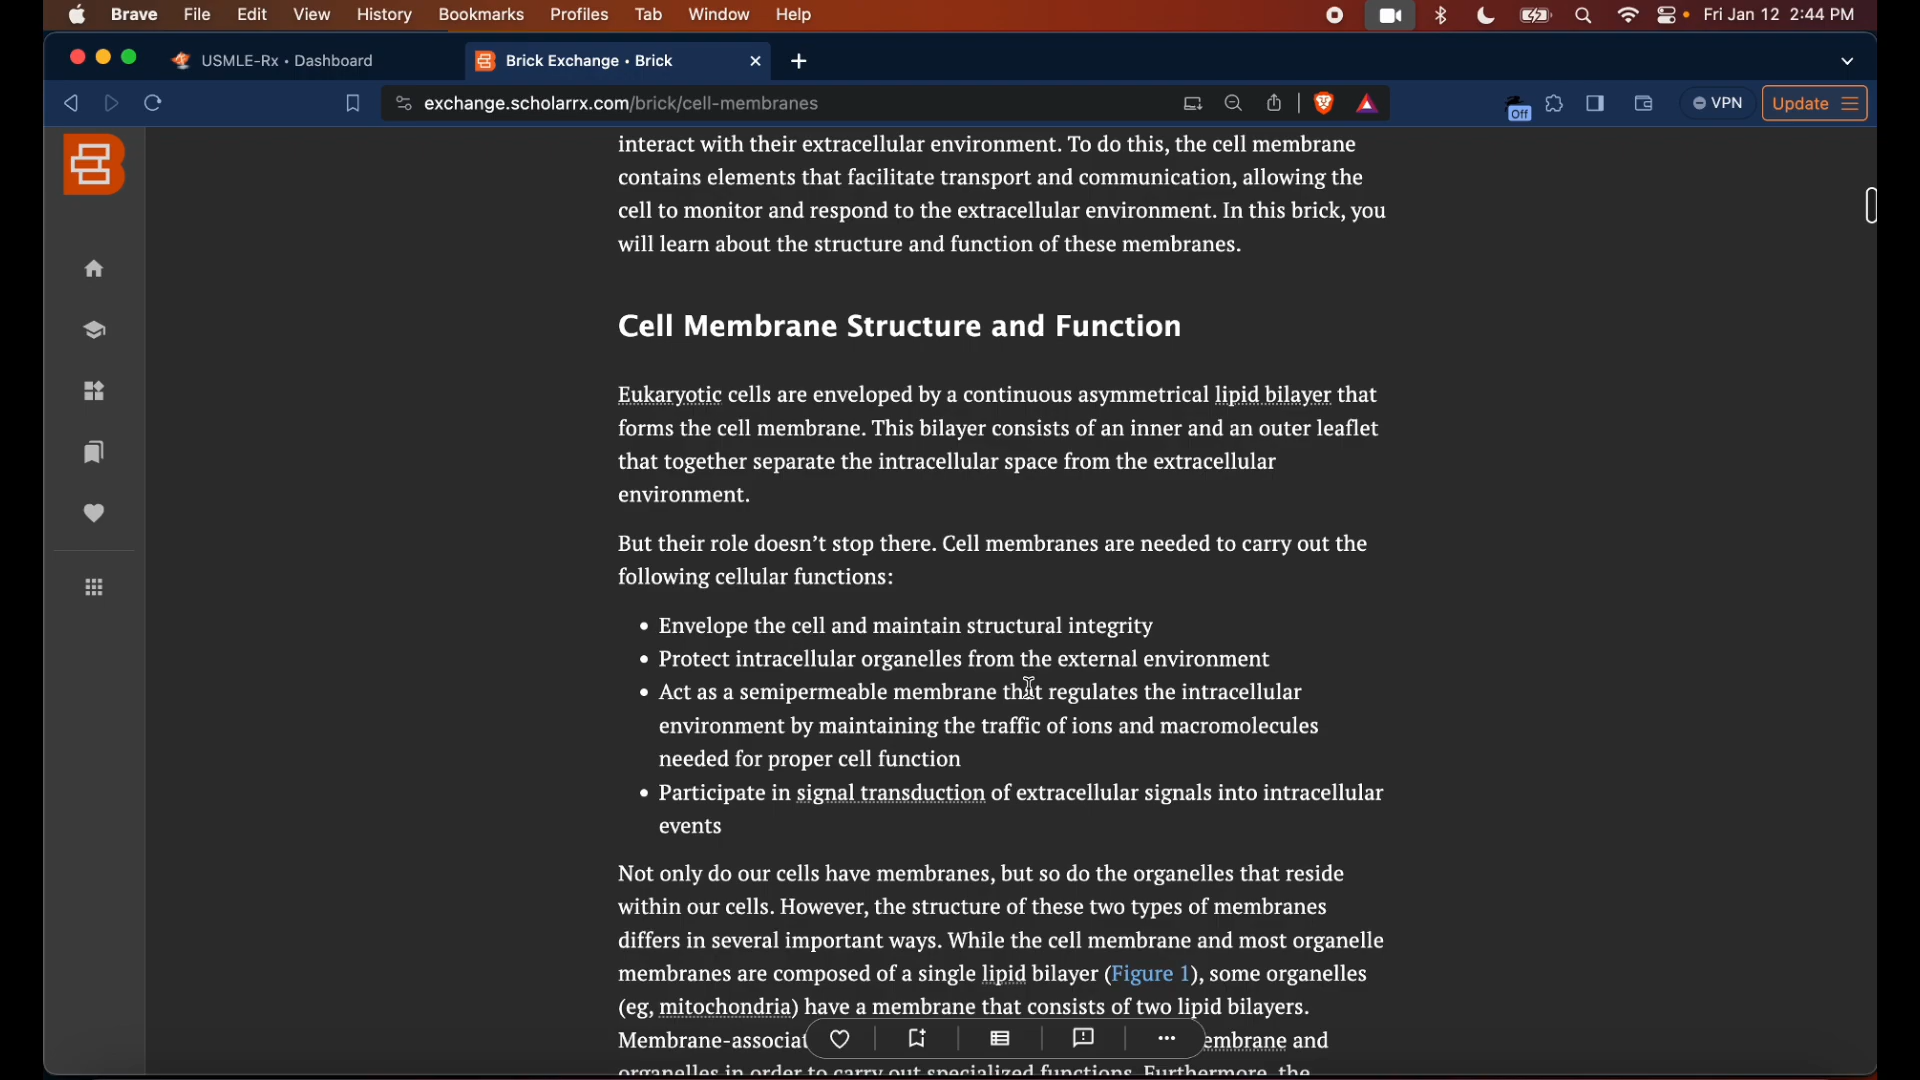 Brave File Edit View History Bookmarks Profiles Tab Window Help Fri Jan 12 2:44 PM
USMLE-Rx • Dashboard Brick Exchange • Brick
exchange.scholarrx.com/brick/cell-membranes Off VPN Update
interact with their extracellular environment. To do this, the cell membrane
contains elements that facilitate transport and communication, allowing the
cell to monitor and respond to the extracellular environment. In this brick, you
will learn about the structure and function of these membranes.
Cell Membrane Structure and Function
Eukaryotic cells are enveloped by a continuous asymmetrical lipid bilayer that
forms the cell membrane. This bilayer consists of an inner and an outer leaflet
that together separate the intracellular space from the extracellular
environment.
But their role doesn’t stop there. Cell membranes are needed to carry out the
following cellular functions:
• Envelope the cell and maintain structural integrity
• Protect intracellular organelles from the external environment
• Act as a semipermeable membrane that regulates the intracellular
environment by maintaining the traffic of ions and macromolecules
needed for proper cell function
• Participate in signal transduction of extracellular signals into intracellular
events
Not only do our cells have membranes, but so do the organelles that reside
within our cells. However, the structure of these two types of membranes
differs in several important ways. While the cell membrane and most organelle
membranes are composed of a single lipid bilayer (Figure 1), some organelles
(eg, mitochondria) have a membrane that consists of two lipid bilayers.
Membrane-associat embrane and
organelles in order to carry out specialized functions. Furthermore, the